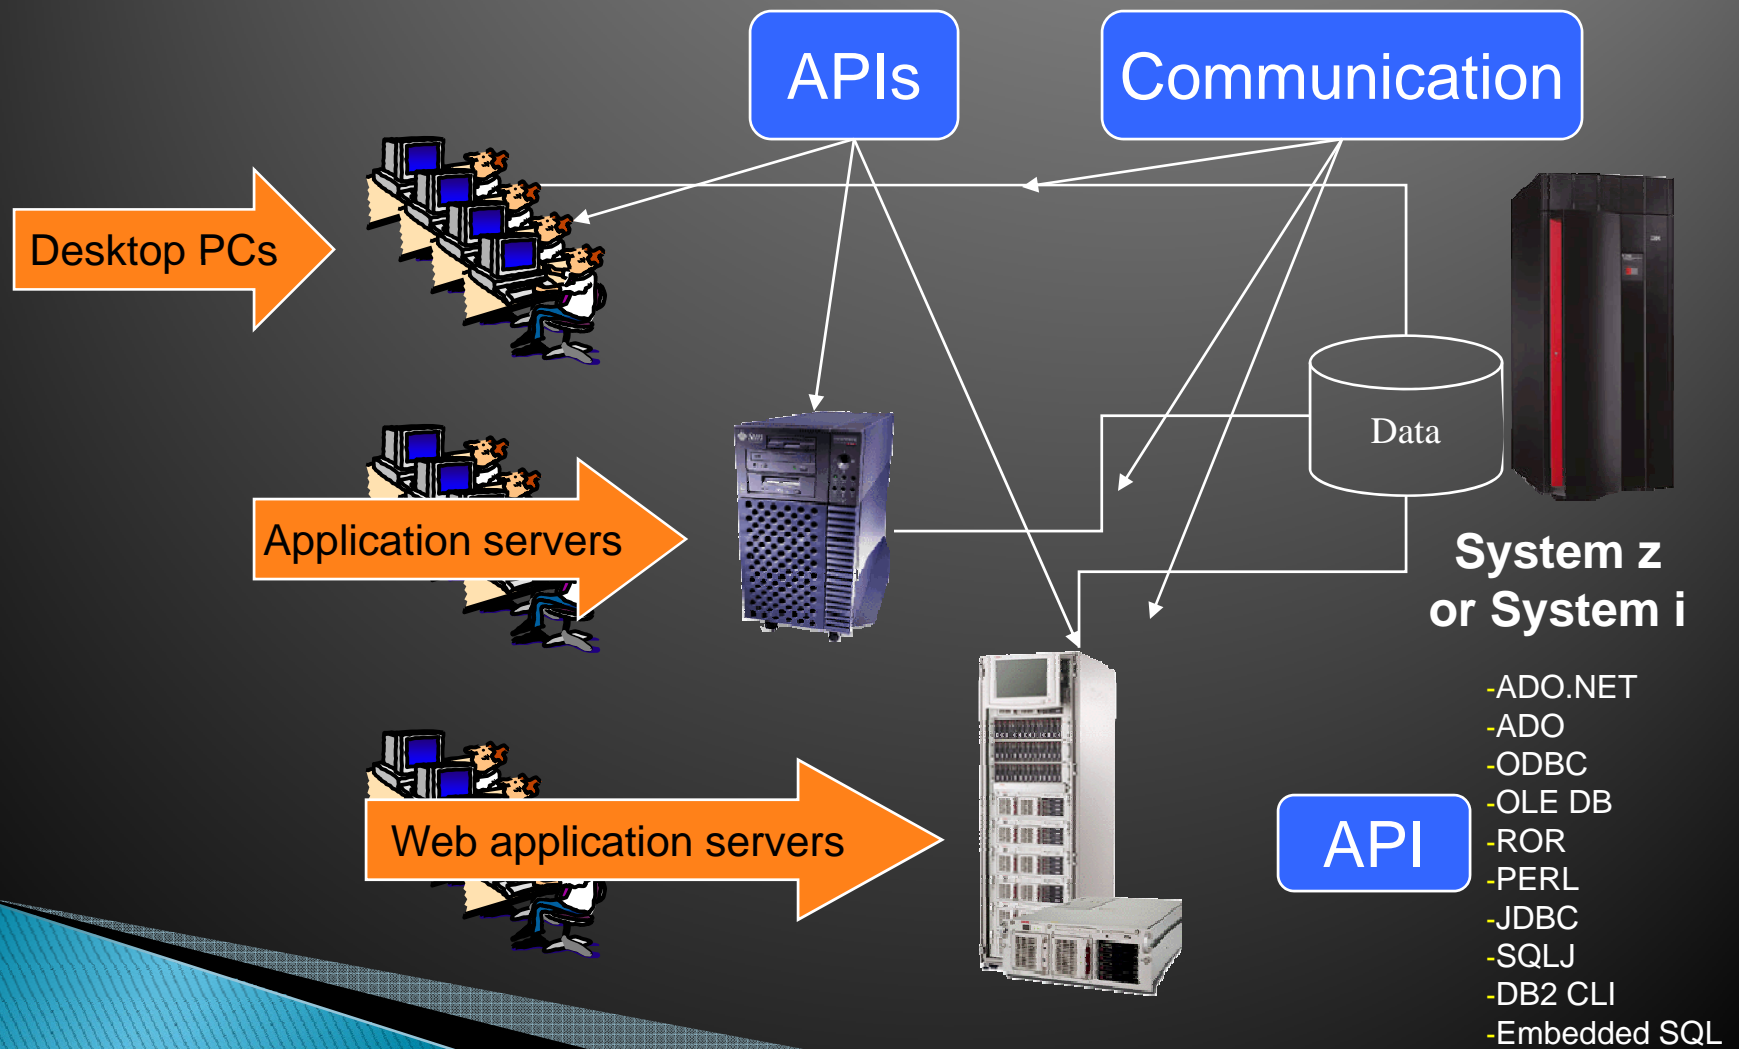 APIs
Communication
Desktop PCs
Data
Application servers
System z
or System i
Web application servers
API
-ADO.NET
-ADO
-ODBC
-OLE DB
-ROR
-PERL
-JDBC
-SQLJ
-DB2 CLI
-Embedded SQL